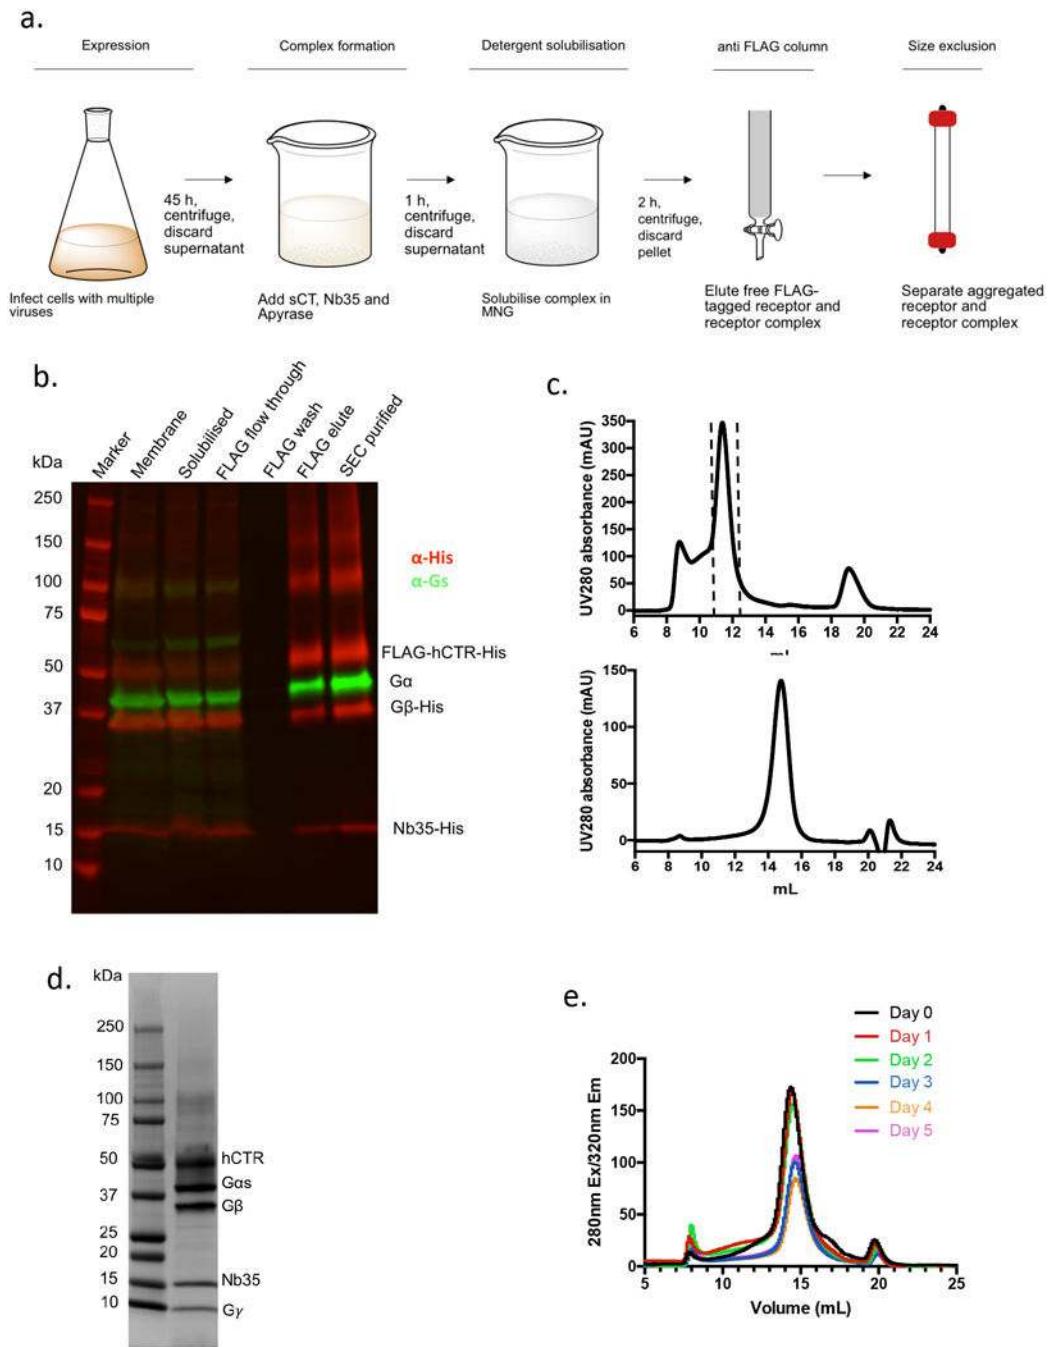 a.
Expression
Complex formation
Detergent solubilisation
anti FLAG column
Size exclusion
45 h,
centrifuge,
discard
supernatant
1 h,
centrifuge,
discard
supernatant
2 h,
centrifuge,
discard
pellet
Infect cells with multiple
viruses
Add sCT, Nb35 and
Apyrase
Solubilise complex in
MNG
Elute free FLAG-
tagged receptor and
receptor complex
Separate aggregated
receptor and
receptor complex
b.
kDa
Marker
Membrane
Solubilised
FLAG flow through
FLAG wash
FLAG elute
SEC purified
250
150
100
75
50
37
20
15
10
α-His
α-Gs
FLAG-hCTR-His
Gα
Gβ-His
Nb35-His
c.
UV280 absorbance (mAU)
350
300
250
200
150
100
50
0
6 8 10 12 14 16 18 20 22 24
UV280 absorbance (mAU)
150
100
50
0
6 8 10 12 14 16 18 20 22 24
mL
d.
kDa
250
150
100
75
50
37
25
20
15
10
hCTR
Gαs
Gβ
Nb35
Gγ
e.
Day 0
Day 1
Day 2
Day 3
Day 4
Day 5
280nm Ex/320nm Em
200
150
100
50
0
5 10 15 20 25
Volume (mL)